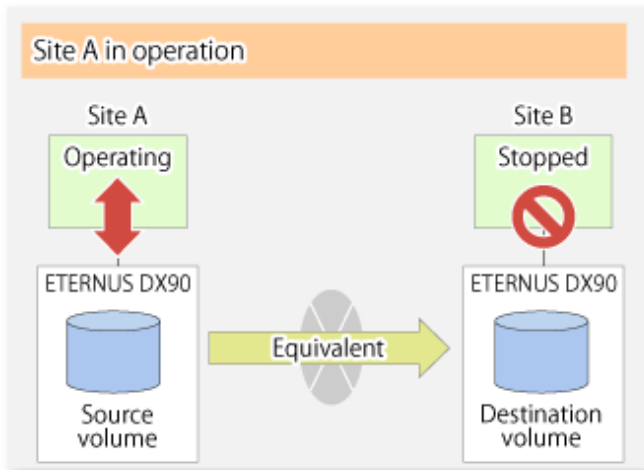 Site A in operation
Site A
Site B
Operating
Stopped
ETERNUS DX90
ETERNUS DX90
Equivalent
Source
volume
Destination
volume